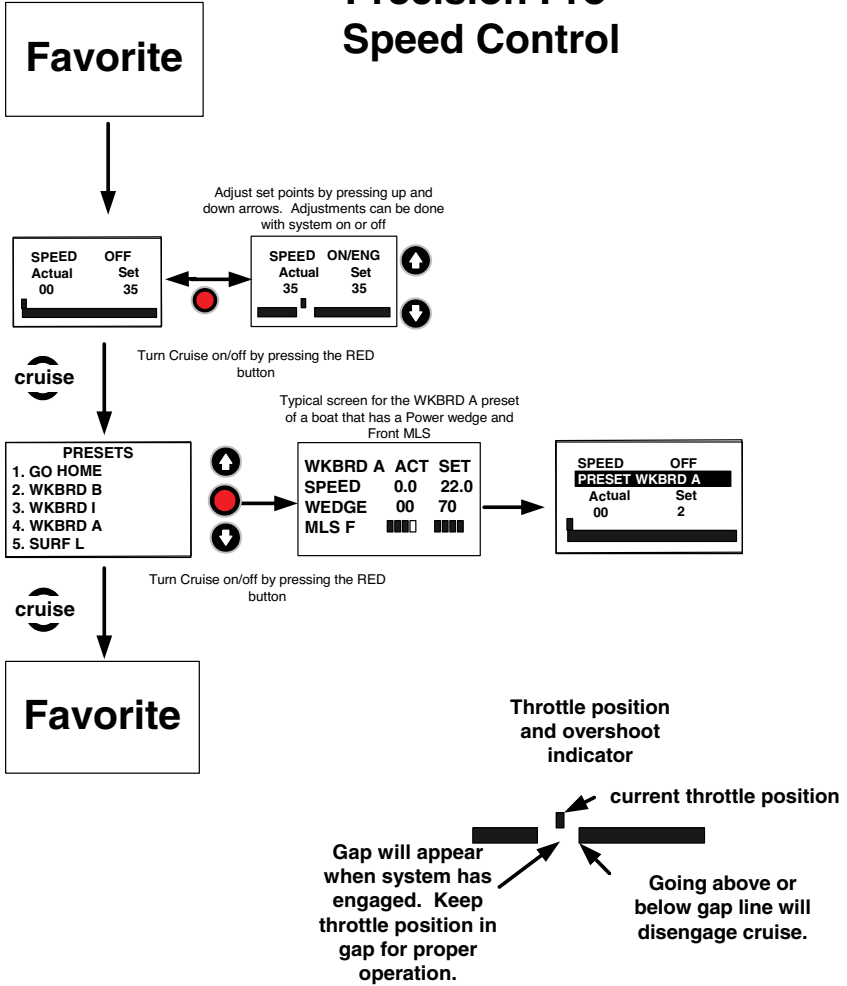 Speed Control
Favorite
Adjust set points by pressing up and
down arrows. Adjustments can be done
with system on or off
SPEED OFF
Actual Set
00 35
SPEED ON/ENG
Actual Set
35 35
cruise
Turn Cruise on/off by pressing the RED
button
Typical screen for the WKBRD A preset
of a boat that has a Power wedge and
Front MLS
PRESETS
1. GO HOME
2. WKBRD B
3. WKBRD I
4. WKBRD A
5. SURF L
WKBRD A ACT SET
SPEED 0.0 22.0
WEDGE 00 70
MLS F
SPEED OFF
PRESET WKBRD A
Actual Set
00 2
Turn Cruise on/off by pressing the RED
button
cruise
Favorite
Throttle position
and overshoot
indicator
current throttle position
Gap will appear
when system has
engaged. Keep
throttle position in
gap for proper
operation.
Going above or
below gap line will
disengage cruise.